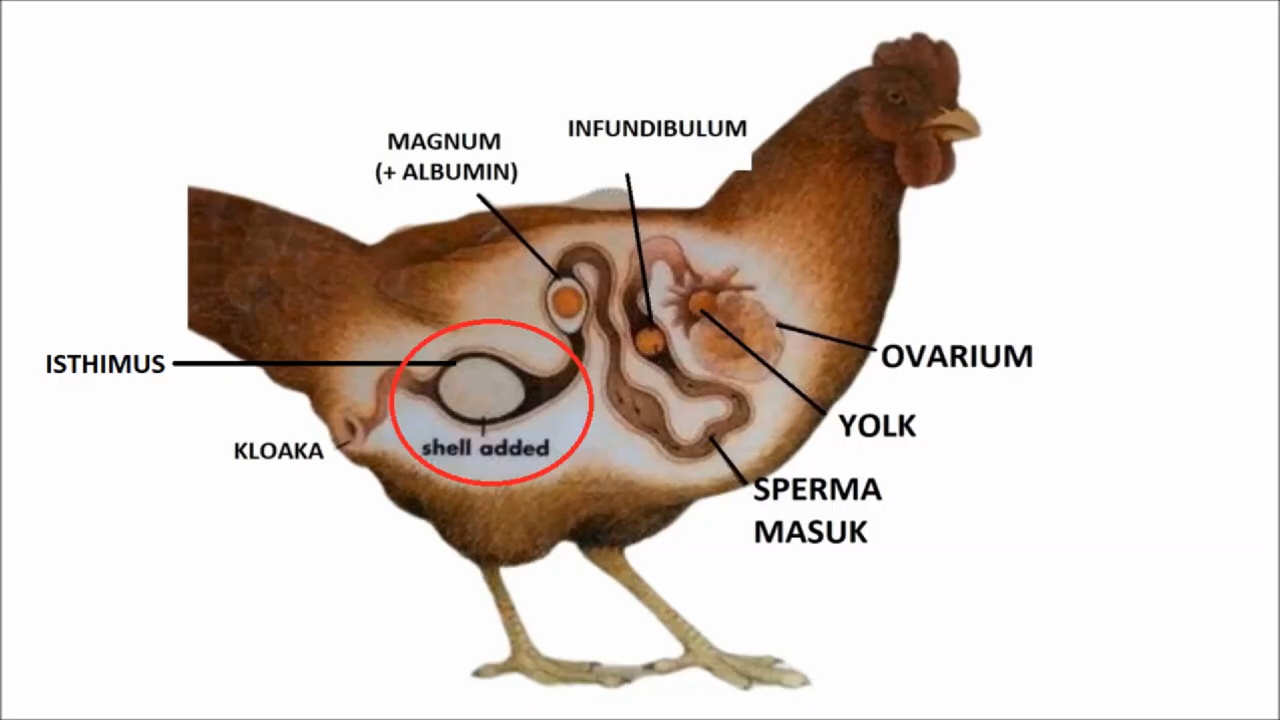 INFUNDIBULUM
MAGNUM
(+ ALBUMIN)
OVARIUM
ISTHIMUS
YOLK
KLOAKA
shell added
SPERMA
MASUK